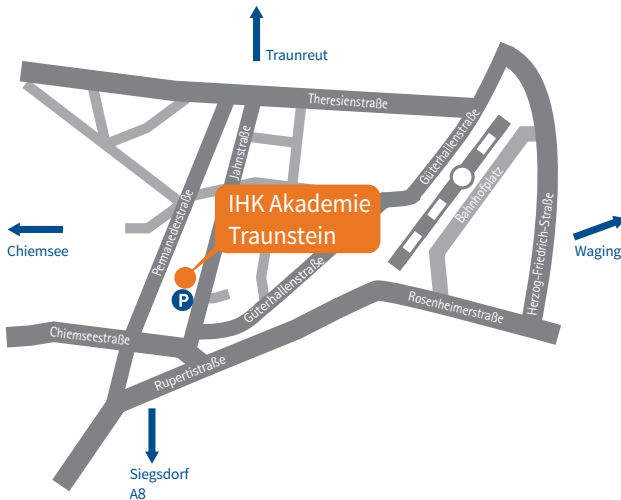 Traunreut
Theresienstraße
Jahnstraße
Güterhallenstraße
Bahnhofplatz
Permanederstraße
IHK Akademie
Traunstein
Herzog-Friedrich-Straße
Chiemsee
Waging
P
Güterhallenstraße
Rosenheimerstraße
Chiemseestraße
Rupertistraße
Siegsdorf
A8